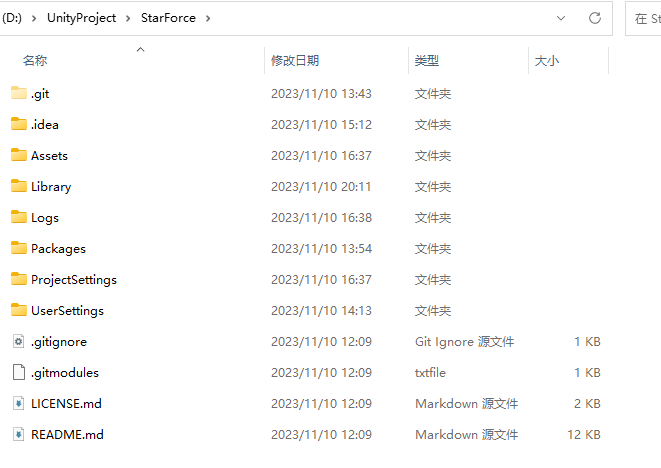 (D:) > UnityProject > StarForce > 在 St
名称 修改日期 类型 大小
.git 2023/11/10 13:43 文件夹
.idea 2023/11/10 15:12 文件夹
Assets 2023/11/10 16:37 文件夹
Library 2023/11/10 20:11 文件夹
Logs 2023/11/10 16:38 文件夹
Packages 2023/11/10 13:54 文件夹
ProjectSettings 2023/11/10 16:37 文件夹
UserSettings 2023/11/10 14:13 文件夹
.gitignore 2023/11/10 12:09 Git Ignore 源文件 1 KB
.gitmodules 2023/11/10 12:09 txtfile 1 KB
LICENSE.md 2023/11/10 12:09 Markdown 源文件 2 KB
README.md 2023/11/10 12:09 Markdown 源文件 12 KB